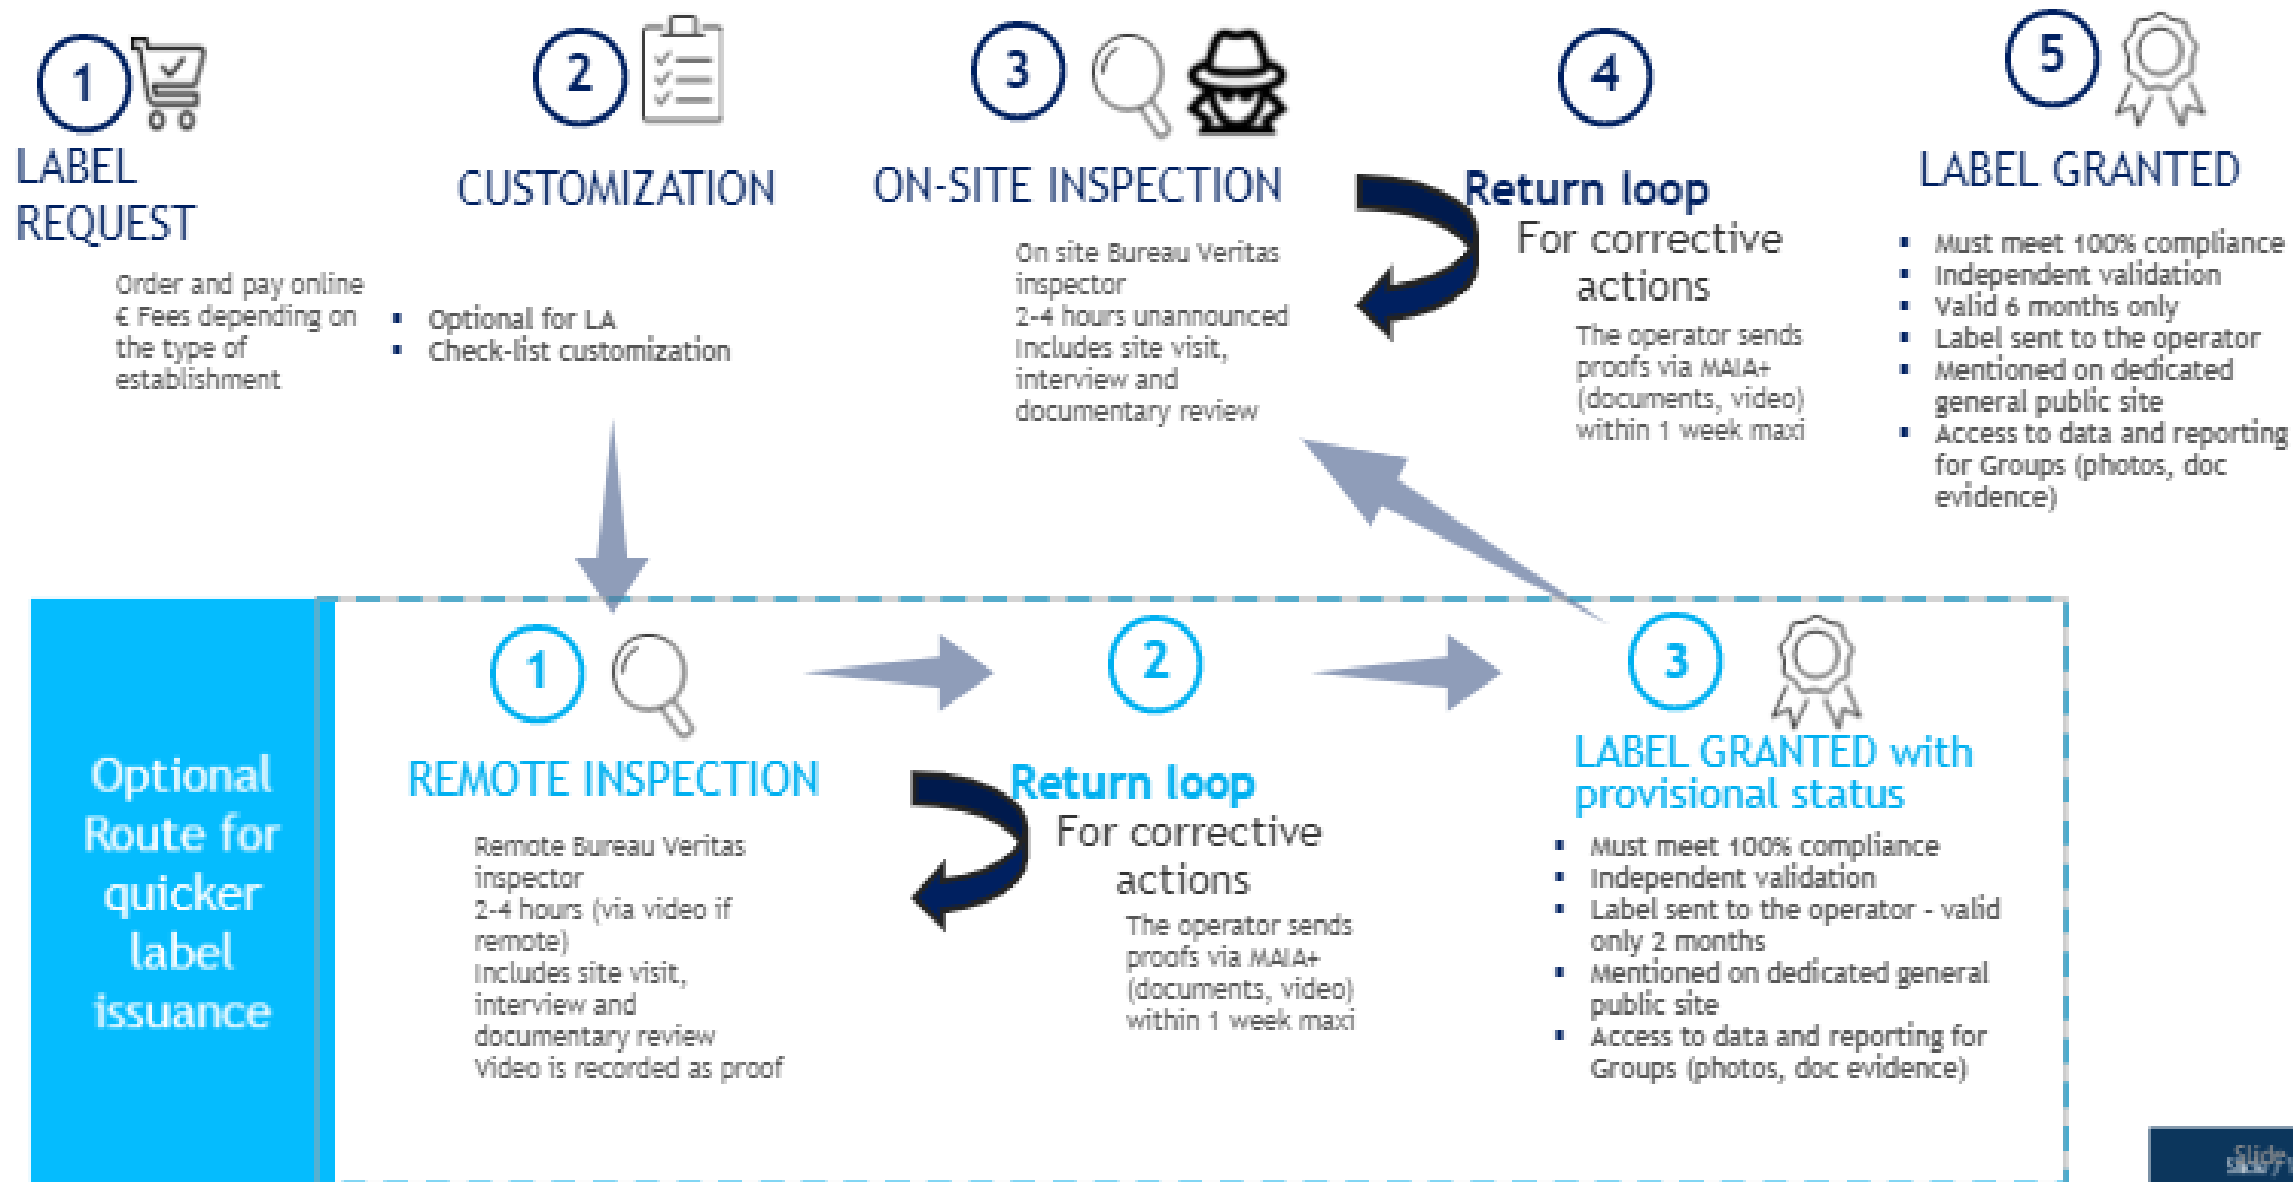 1
LABEL
REQUEST
Order and pay online
€ Fees depending on
the type of
establishment
2
CUSTOMIZATION
▪ Optional for LA
▪ Check-list customization
3
ON-SITE INSPECTION
On site Bureau Veritas
inspector
2-4 hours unannounced
Includes site visit,
interview and
documentary review
4
Return loop
For corrective
actions
The operator sends
proofs via MAIA+
(documents, video)
within 1 week maxi
5
LABEL GRANTED
▪ Must meet 100% compliance
▪ Independent validation
▪ Valid 6 months only
▪ Label sent to the operator
▪ Mentioned on dedicated
general public site
▪ Access to data and reporting
for Groups (photos, doc
evidence)
Optional
Route for
quicker
label
issuance
1
REMOTE INSPECTION
Remote Bureau Veritas
inspector
2-4 hours (via video if
remote)
Includes site visit,
interview and
documentary review
Video is recorded as proof
2
Return loop
For corrective
actions
The operator sends
proofs via MAIA+
(documents, video)
within 1 week maxi
3
LABEL GRANTED with
provisional status
▪ Must meet 100% compliance
▪ Independent validation
▪ Label sent to the operator - valid
only 2 months
▪ Mentioned on dedicated general
public site
▪ Access to data and reporting for
Groups (photos, doc evidence)
Slide